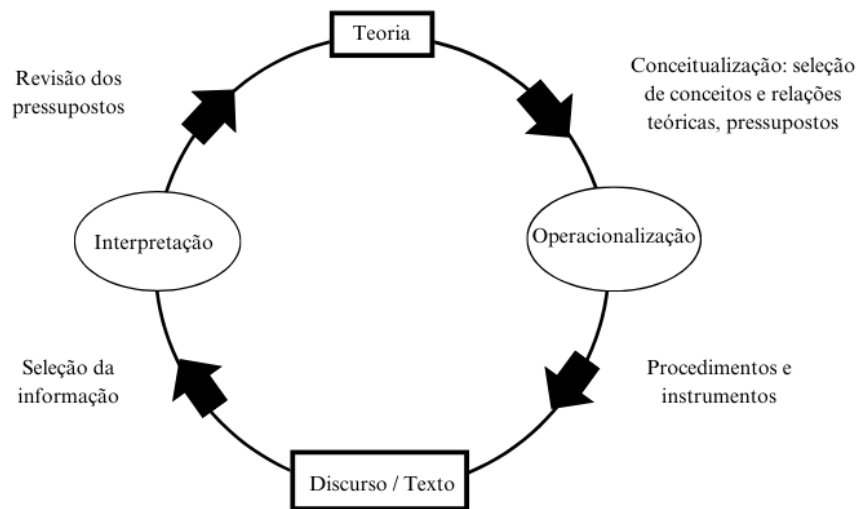 Teoria
Revisão dos
pressupostos
Conceitualização: seleção
de conceitos e relações
teóricas, pressupostos
Interpretação
Operacionalização
Seleção da
informação
Procedimentos e
instrumentos
Discurso / Texto